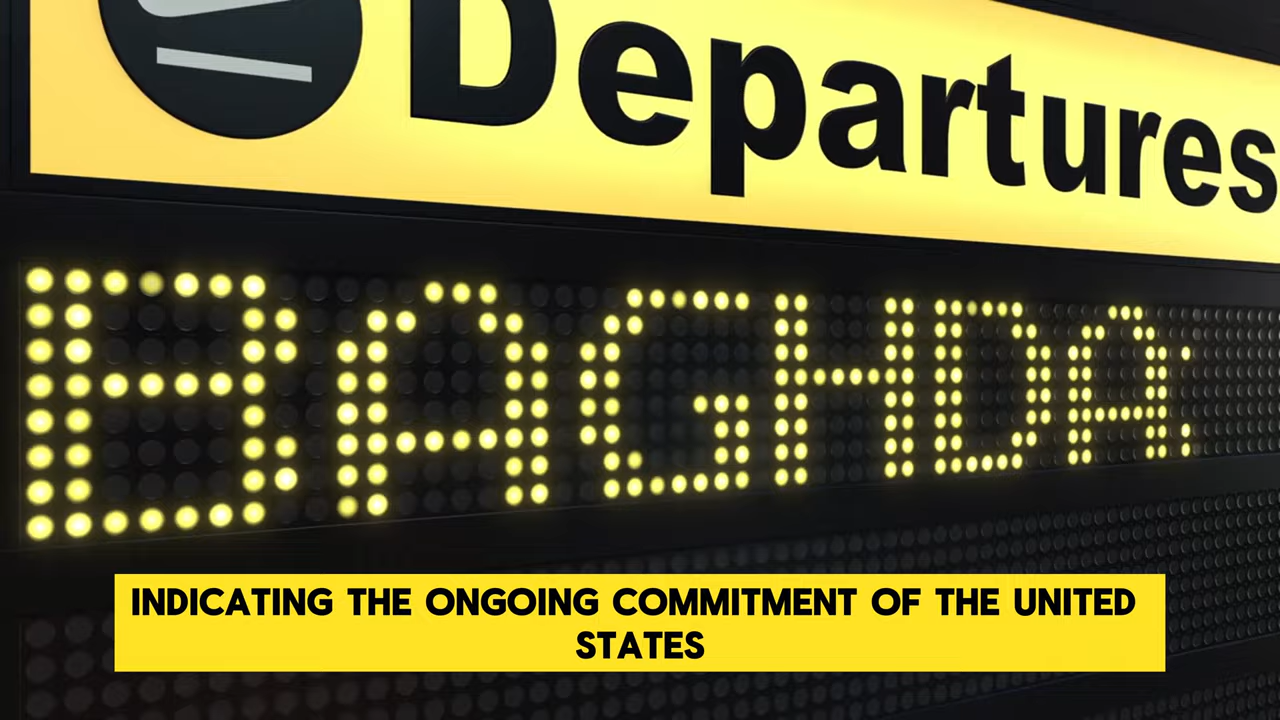 Departures
BAGHDA
INDICATING THE ONGOING COMMITMENT OF THE UNITED
STATES